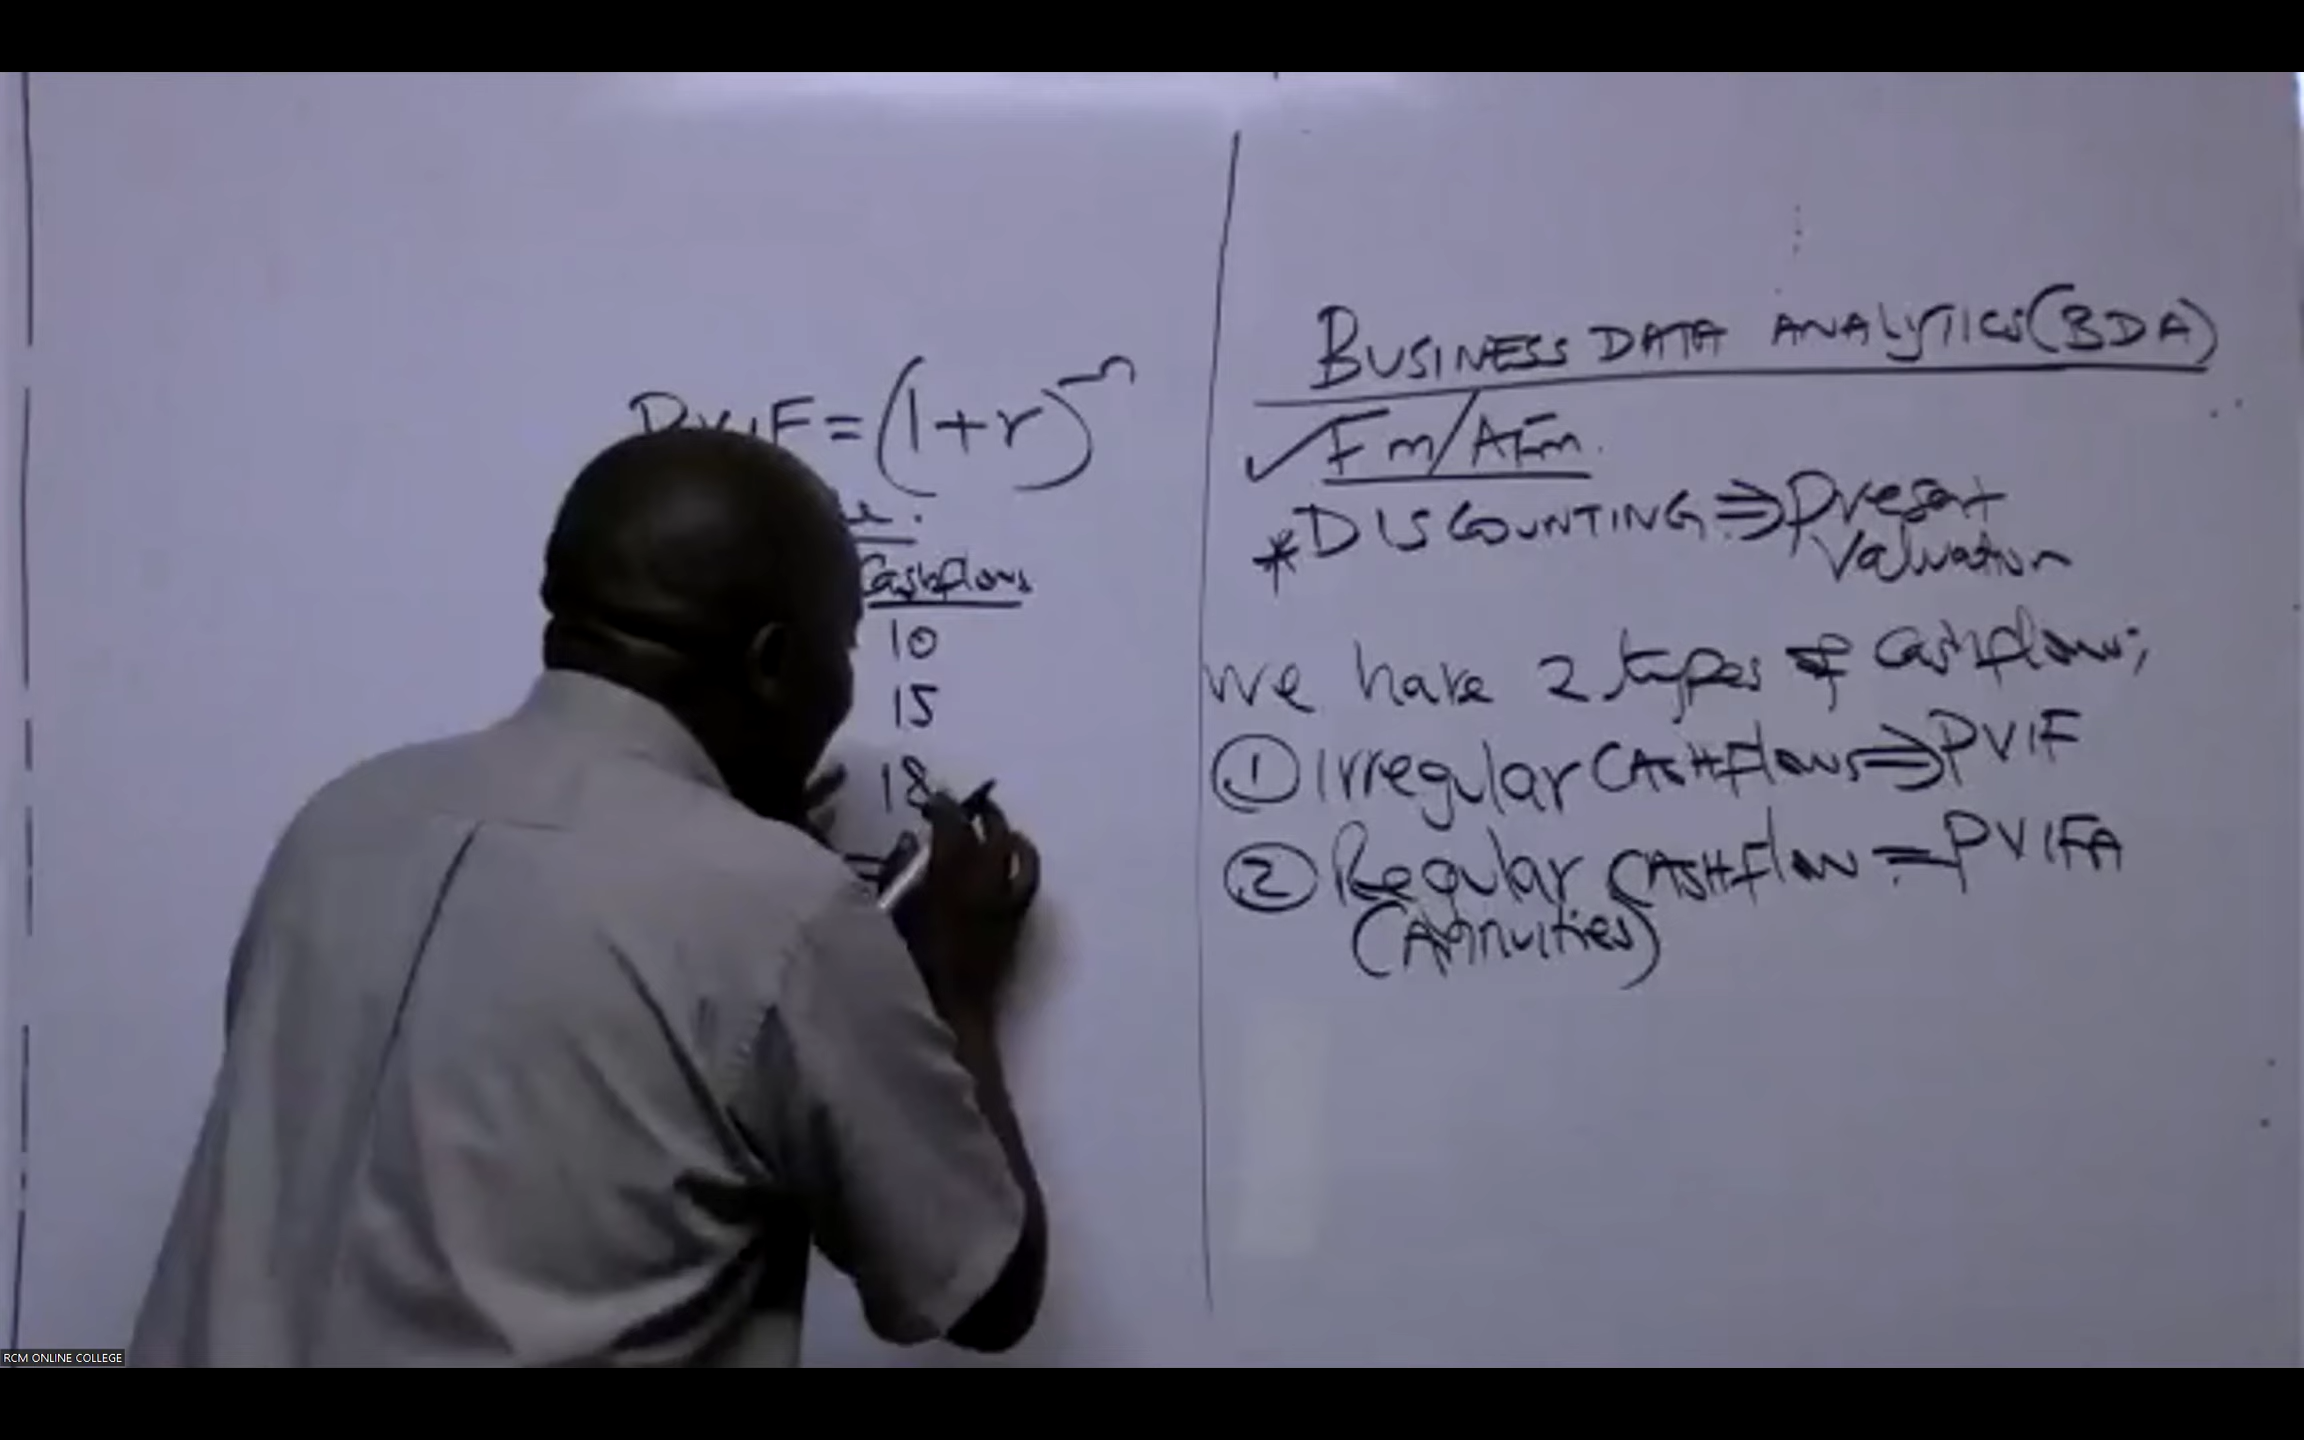 PVIF = (1+r)^n
Cashflows
10
15
18
BUSINESS DATA ANALYTICS (BDA)
✓ Fm/AFm.
* DISCOUNTING ⇒ Present
Valuation
We have 2 types of Cashflows;
① Irregular CASHFlows ⇒ PVIF
② Regular CASHFlow = PVIFA
(Annuities)
RCM ONLINE COLLEGE